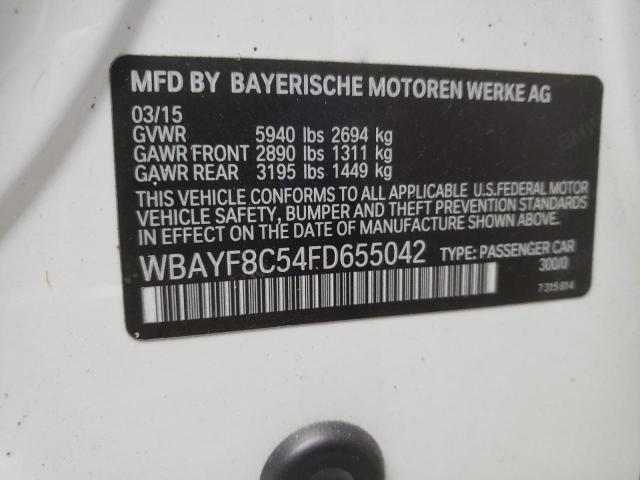 MFD BY BAYERISCHE MOTOREN WERKE AG
03/15
GVWR 5940 lbs 2694 kg
GAWR FRONT 2890 lbs 1311 kg
GAWR REAR 3195 lbs 1449 kg
THIS VEHICLE CONFORMS TO ALL APPLICABLE U.S.FEDERAL MOTOR
VEHICLE SAFETY, BUMPER AND THEFT PREVENTION STANDARDS
IN EFFECT ON THE DATE OF MANUFACTURE SHOWN ABOVE.
WBAYF8C54FD655042 TYPE: PASSENGER CAR
300/0
7315814